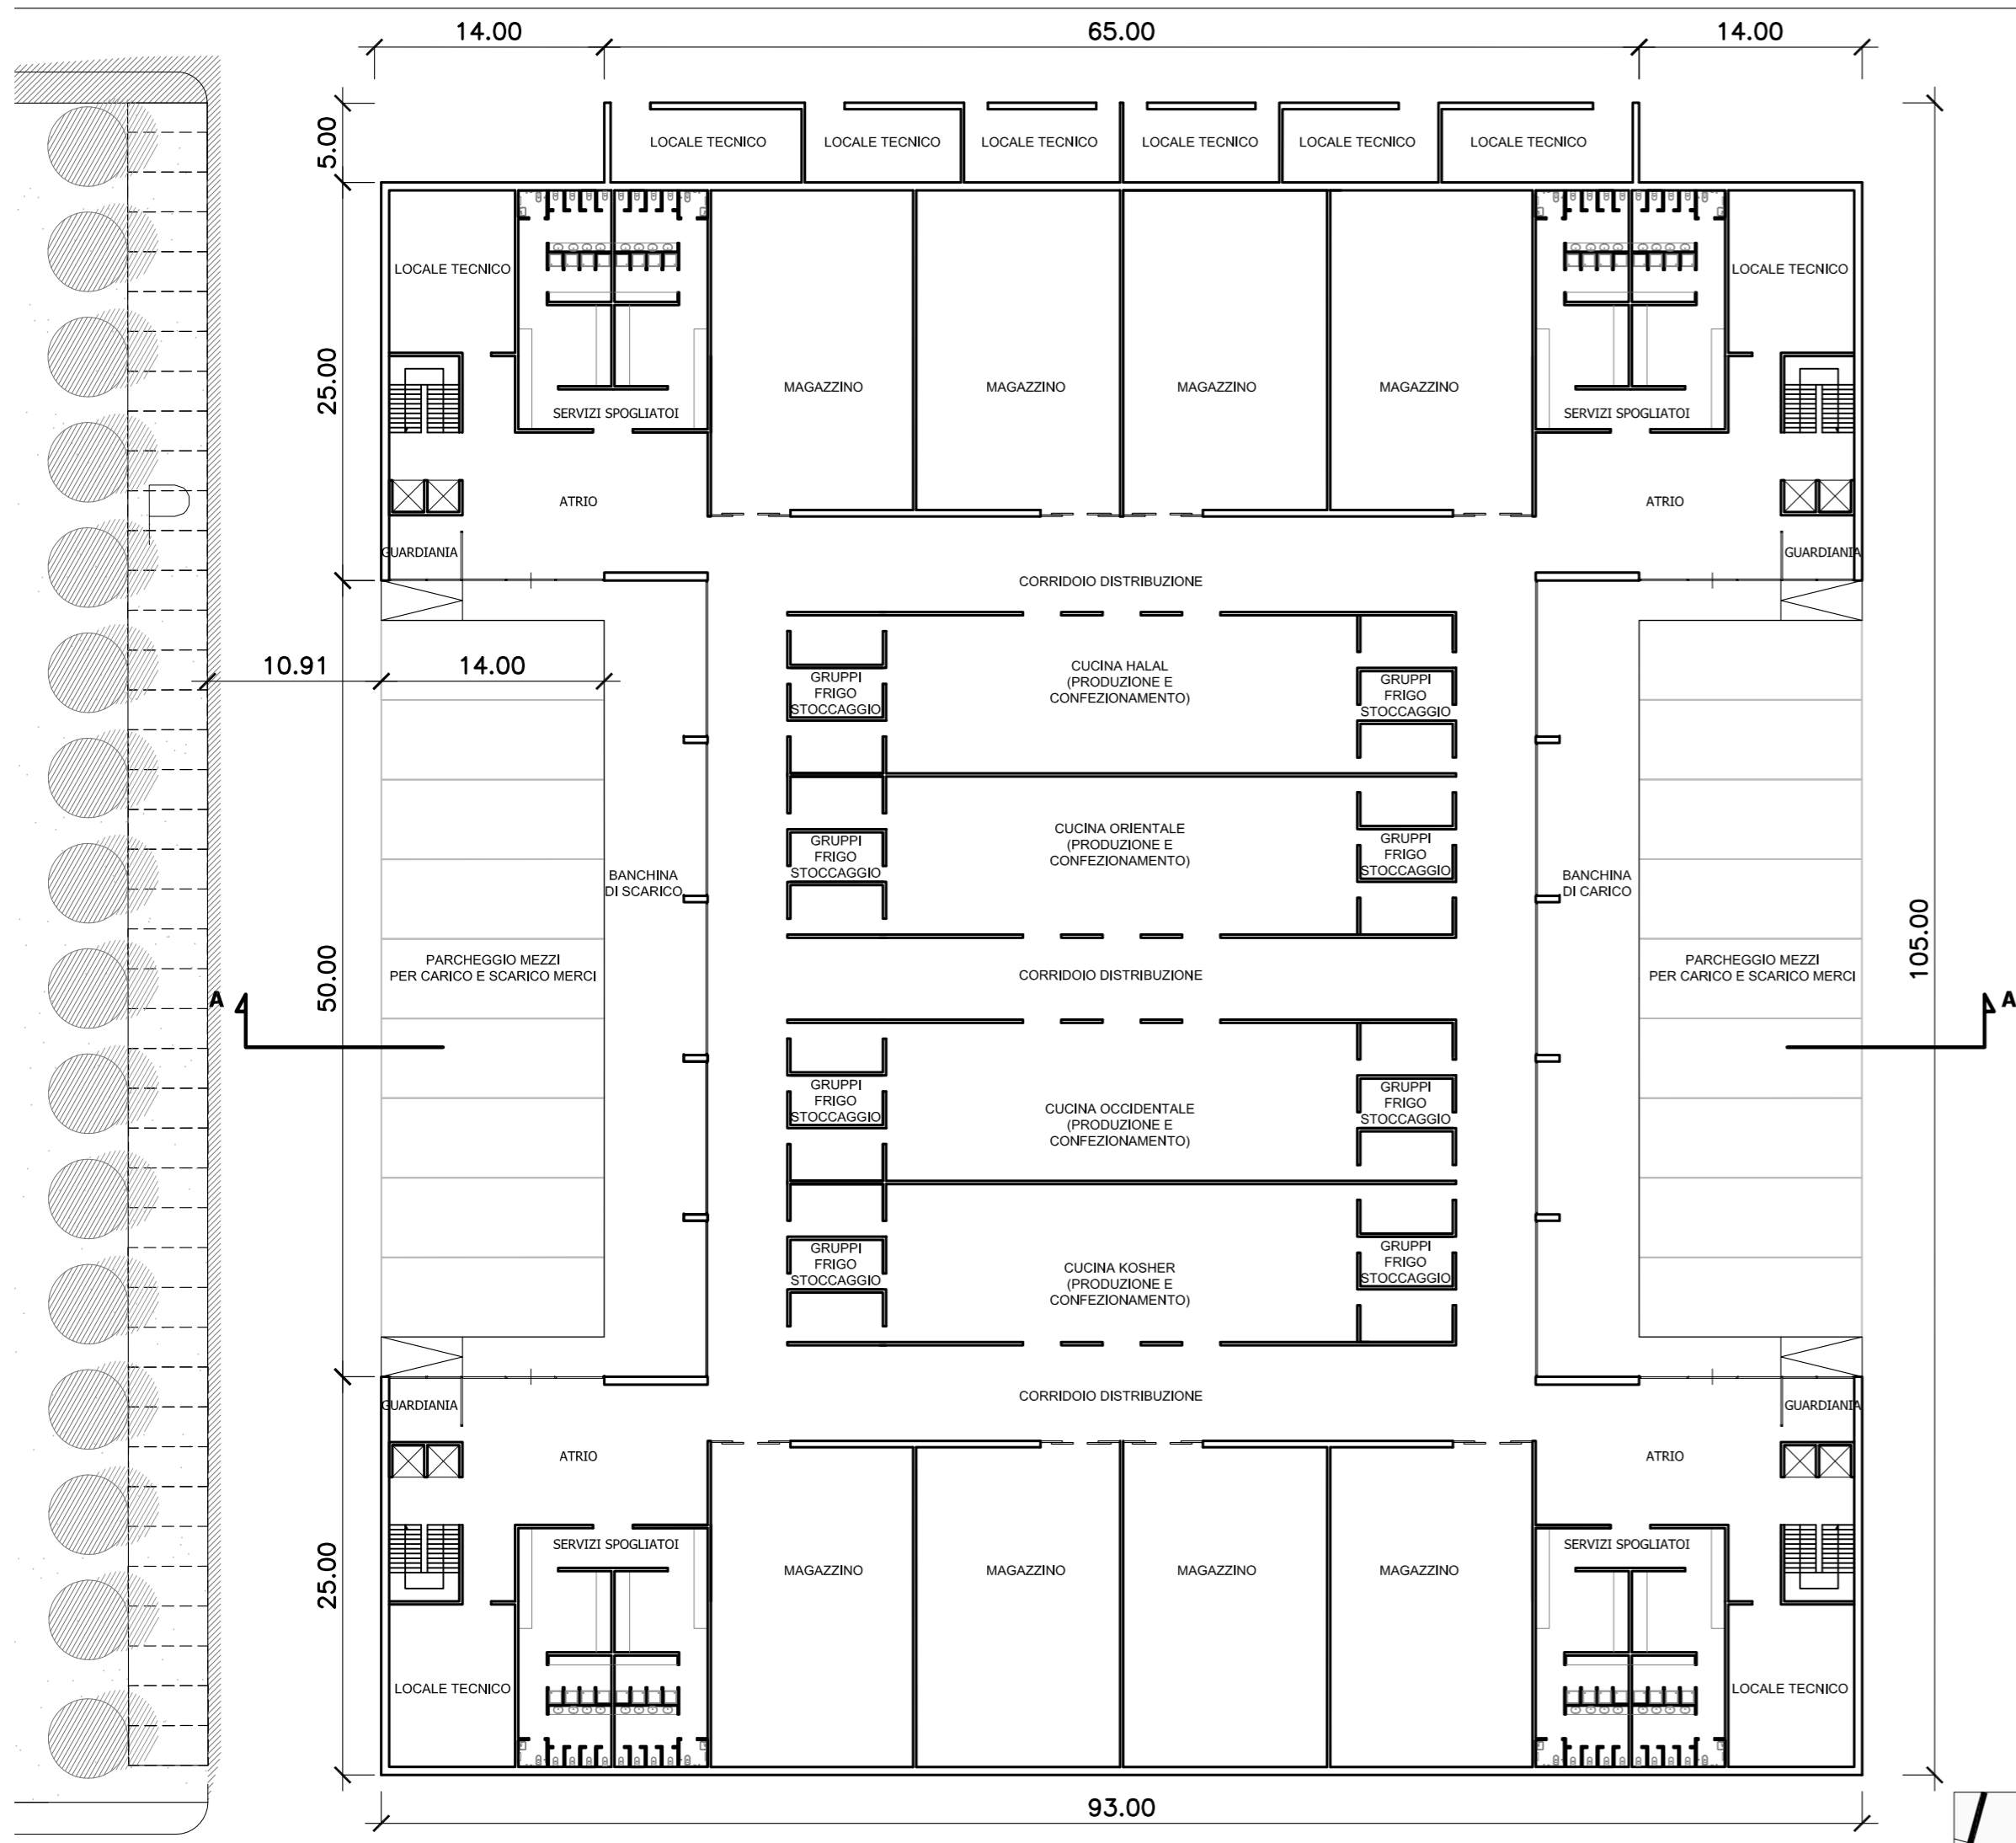 14.00 65.00 14.00
5.00
LOCALE TECNICO LOCALE TECNICO LOCALE TECNICO LOCALE TECNICO LOCALE TECNICO LOCALE TECNICO
LOCALE TECNICO LOCALE TECNICO
25.00
MAGAZZINO MAGAZZINO MAGAZZINO MAGAZZINO
SERVIZI SPOGLIATOI SERVIZI SPOGLIATOI
P
ATRIO ATRIO
GUARDIANIA GUARDIANIA
CORRIDOIO DISTRIBUZIONE
10.91 14.00
CUCINA HALAL
(PRODUZIONE E
CONFEZIONAMENTO)
GRUPPI
FRIGO
STOCCAGGIO
GRUPPI
FRIGO
STOCCAGGIO
CUCINA ORIENTALE
(PRODUZIONE E
CONFEZIONAMENTO)
GRUPPI
FRIGO
STOCCAGGIO
GRUPPI
FRIGO
STOCCAGGIO
BANCHINA
DI SCARICO
BANCHINA
DI CARICO
105.00
50.00
PARCHEGGIO MEZZI
PER CARICO E SCARICO MERCI
CORRIDOIO DISTRIBUZIONE
PARCHEGGIO MEZZI
PER CARICO E SCARICO MERCI
A A
GRUPPI
FRIGO
STOCCAGGIO
CUCINA OCCIDENTALE
(PRODUZIONE E
CONFEZIONAMENTO)
GRUPPI
FRIGO
STOCCAGGIO
GRUPPI
FRIGO
STOCCAGGIO
CUCINA KOSHER
(PRODUZIONE E
CONFEZIONAMENTO)
GRUPPI
FRIGO
STOCCAGGIO
CORRIDOIO DISTRIBUZIONE
GUARDIANIA GUARDIANIA
ATRIO ATRIO
SERVIZI SPOGLIATOI SERVIZI SPOGLIATOI
25.00
MAGAZZINO MAGAZZINO MAGAZZINO MAGAZZINO
LOCALE TECNICO LOCALE TECNICO
93.00